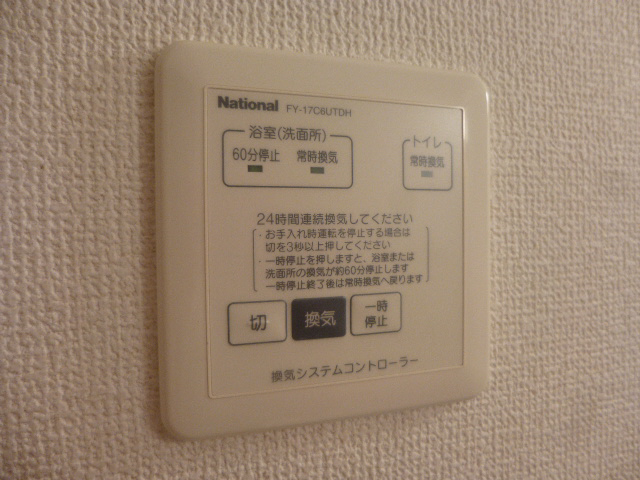 National FY-17C6UTDH
浴室(洗面所)
60分停止 常時換気
トイレ
常時換気
24時間連続換気してください
・お手入れ時運転を停止する場合は
切を3秒以上押してください
・一時停止を押しますと、浴室または
洗面所の換気が約60分停止します
一時停止終了後は常時換気へ戻ります
切
換気
一時
停止
換気システムコントローラー